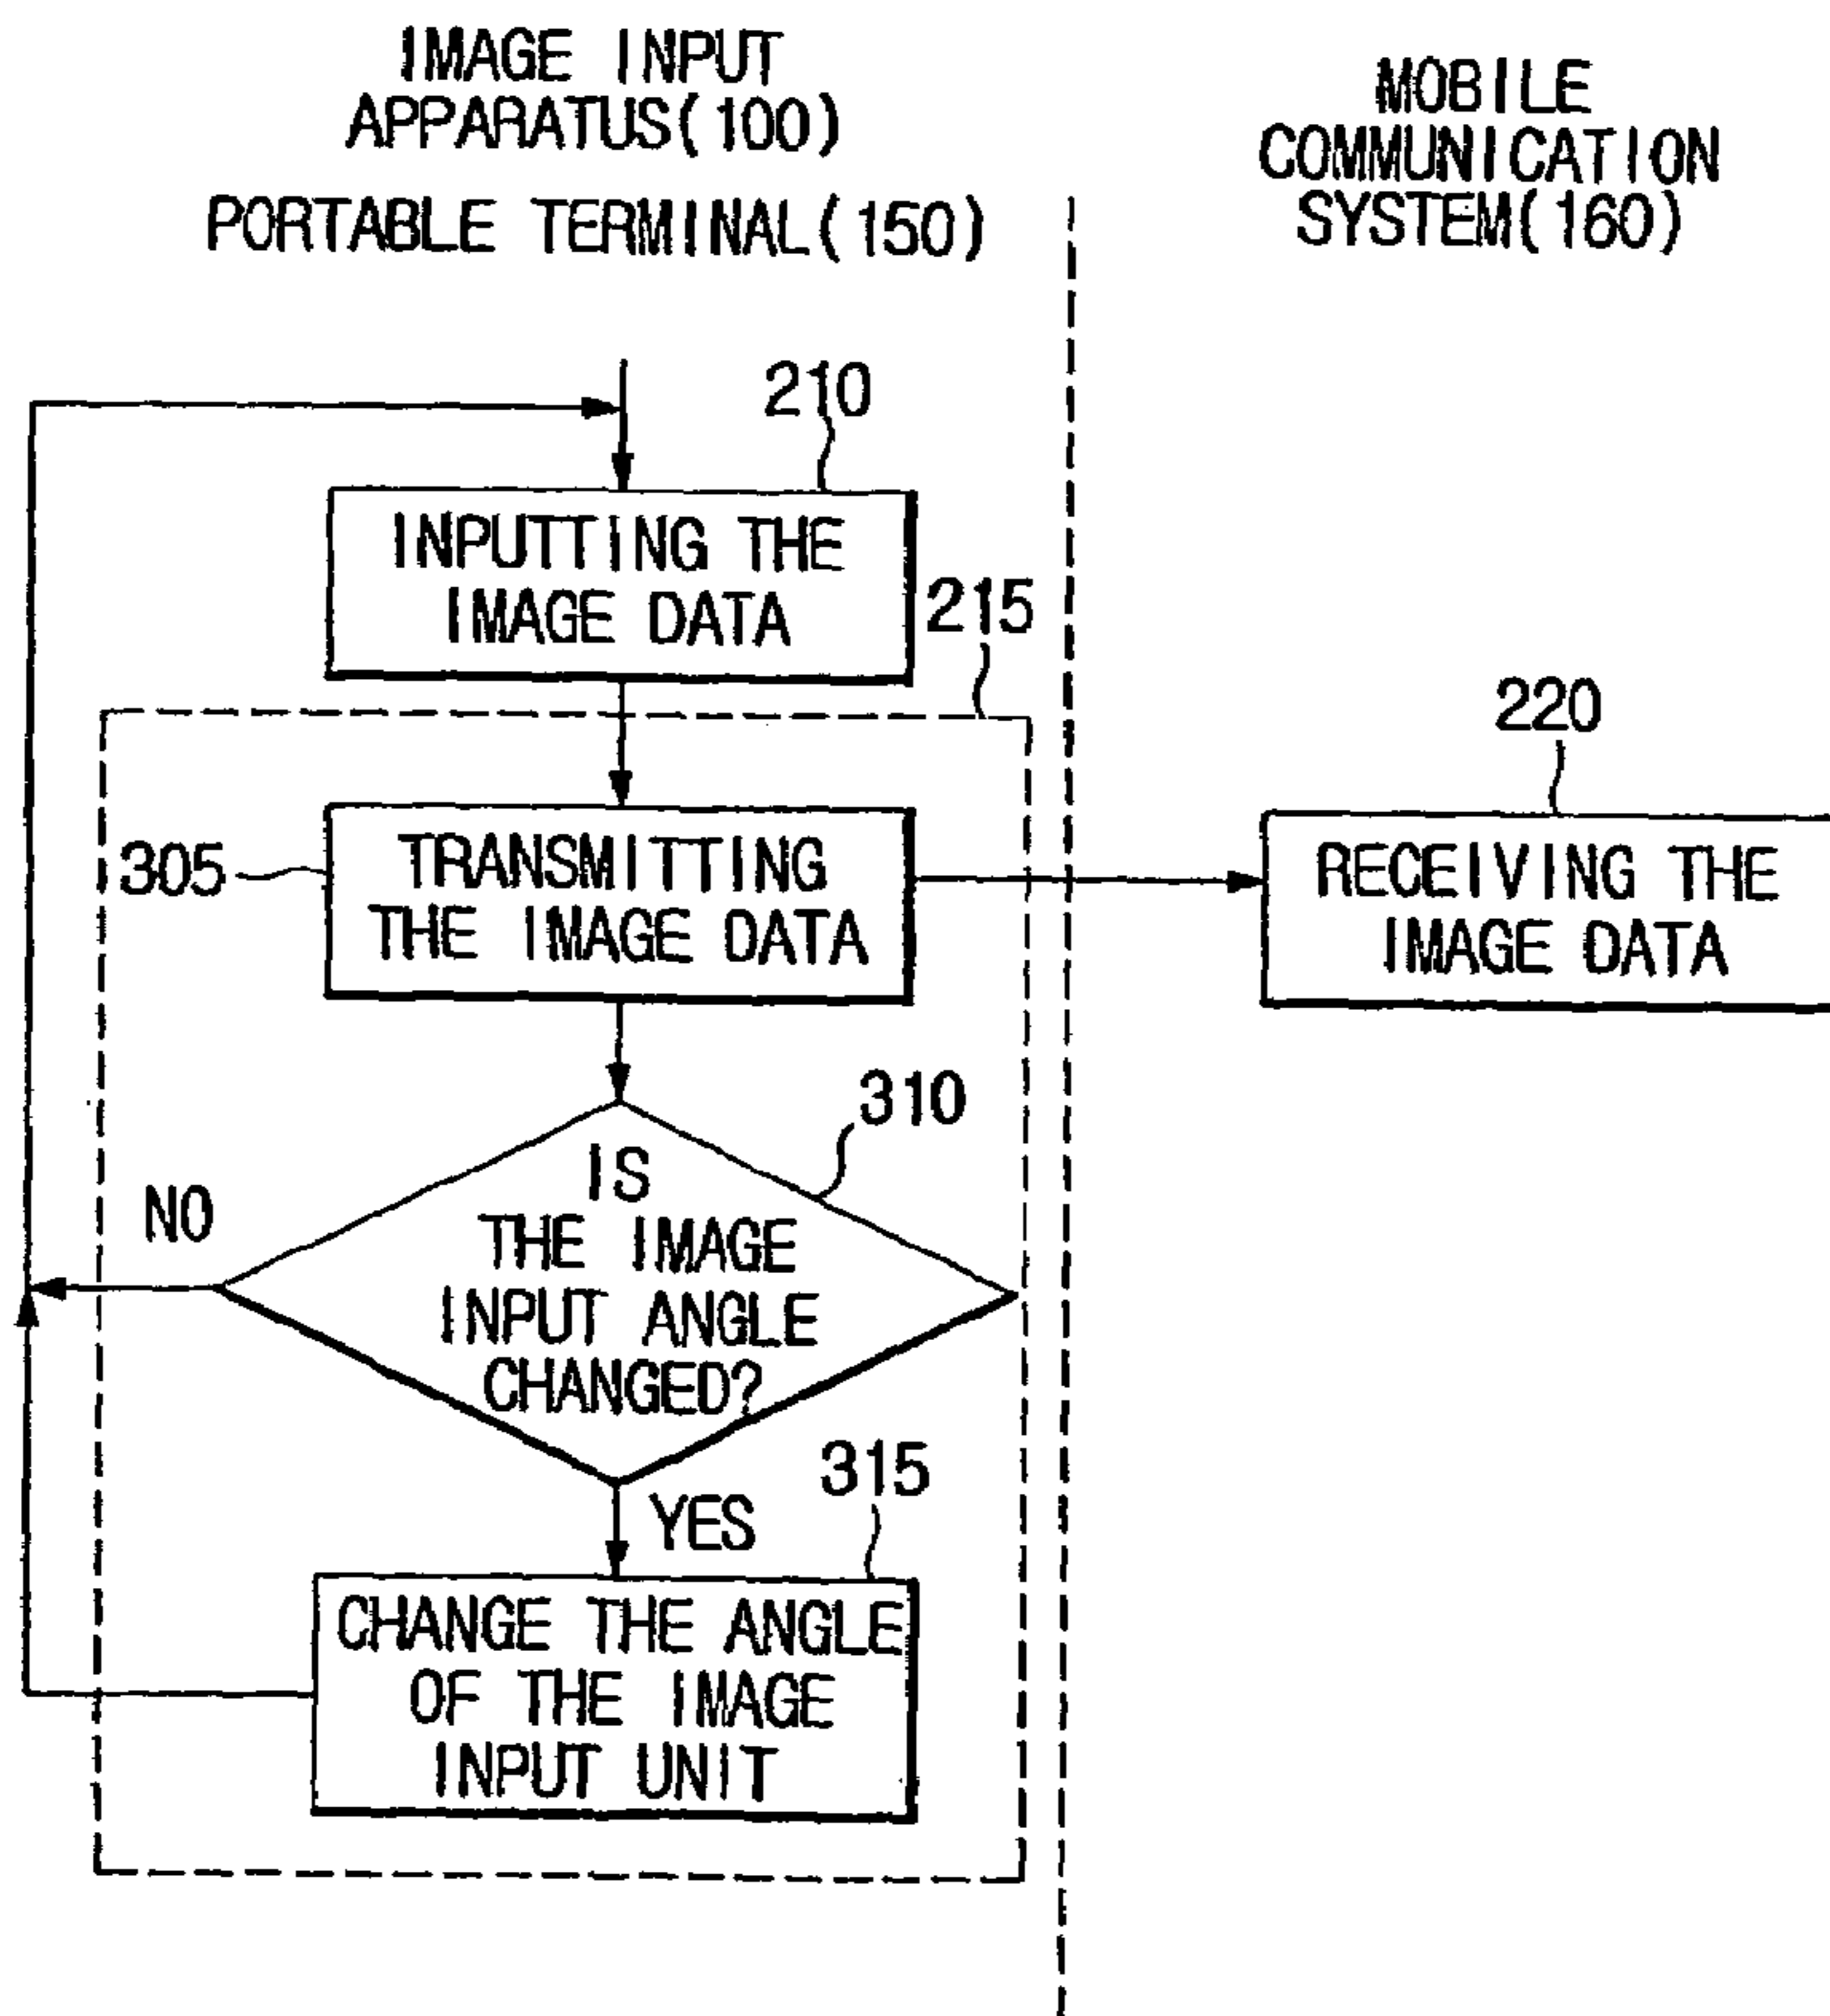 IMAGE INPUT
APPARATUS(100)
PORTABLE TERMINAL(150)
MOBILE
COMMUNICATION
SYSTEM(160)
210
INPUTTING THE
IMAGE DATA
215
305
TRANSMITTING
THE IMAGE DATA
220
RECEIVING THE
IMAGE DATA
310
IS
THE IMAGE
INPUT ANGLE
CHANGED?
NO
YES
315
CHANGE THE ANGLE
OF THE IMAGE
INPUT UNIT